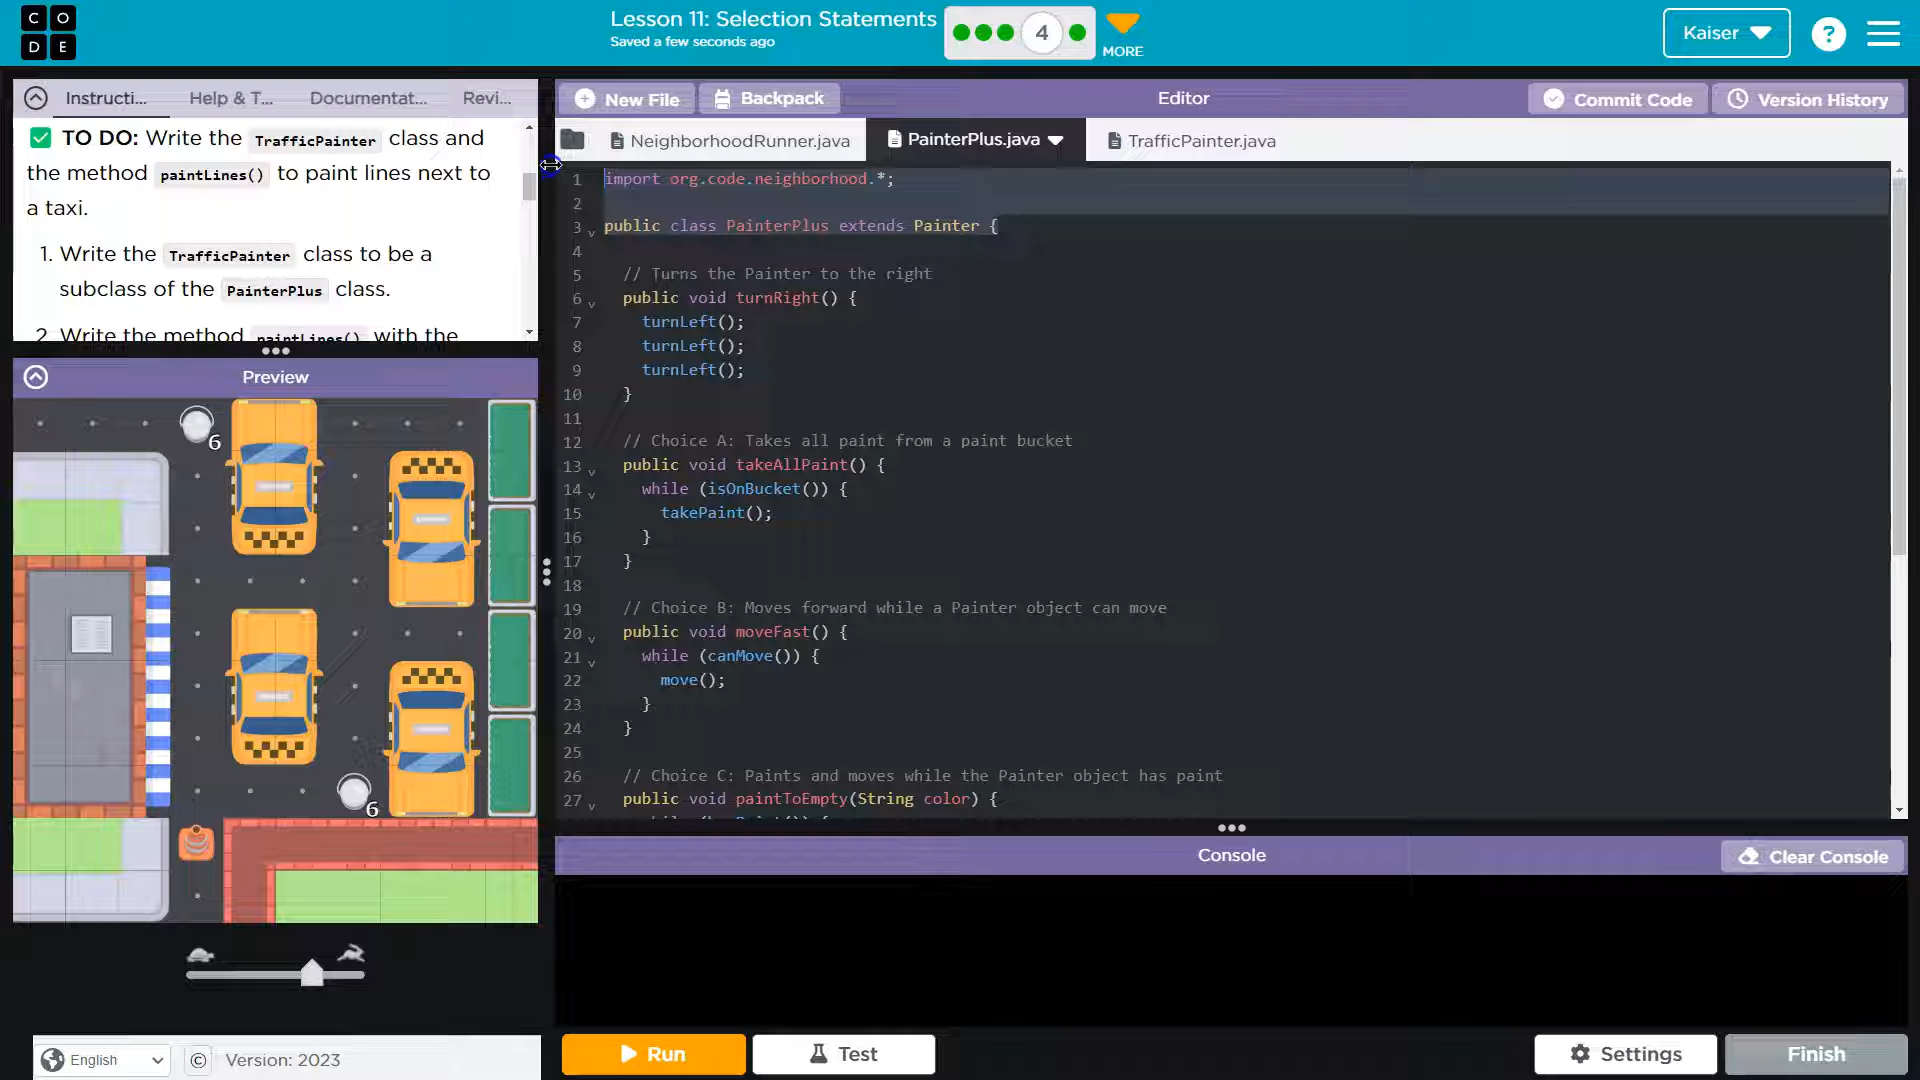 C O
D E
Lesson 11: Selection Statements
Saved a few seconds ago
4
MORE
Kaiser
?
Instructi...
Help & T...
Documentat...
Revi...
TO DO: Write the TrafficPainter class and
the method paintLines() to paint lines next to
a taxi.
1. Write the TrafficPainter class to be a
subclass of the PainterPlus class.
2. Write the method paintLines() with the
Preview
6
6
New File
Backpack
Editor
Commit Code
Version History
NeighborhoodRunner.java
PainterPlus.java
TrafficPainter.java
1 import org.code.neighborhood.*;
2
3 public class PainterPlus extends Painter {
4
5 // Turns the Painter to the right
6 public void turnRight() {
7 turnLeft();
8 turnLeft();
9 turnLeft();
10 }
11
12 // Choice A: Takes all paint from a paint bucket
13 public void takeAllPaint() {
14 while (isOnBucket()) {
15 takePaint();
16 }
17 }
18
19 // Choice B: Moves forward while a Painter object can move
20 public void moveFast() {
21 while (canMove()) {
22 move();
23 }
24 }
25
26 // Choice C: Paints and moves while the Painter object has paint
27 public void paintToEmpty(String color) {
Console
Clear Console
English
©
Version: 2023
Run
Test
Settings
Finish